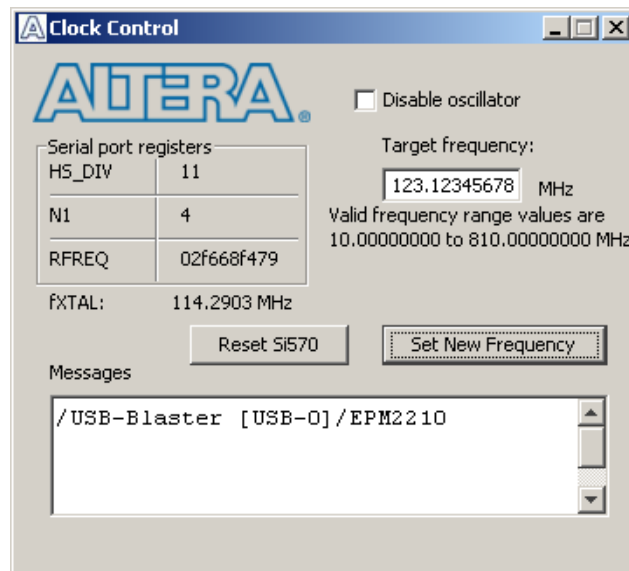 Clock Control
ALTERA®
Disable oscillator
Serial port registers
HS_DIV 11
N1 4
RFREQ 02f668f479
Target frequency:
123.12345678 MHz
Valid frequency range values are
10.00000000 to 810.00000000 MHz
fXTAL: 114.2903 MHz
Reset Si570
Set New Frequency
Messages
/USB-Blaster [USB-0]/EPM2210